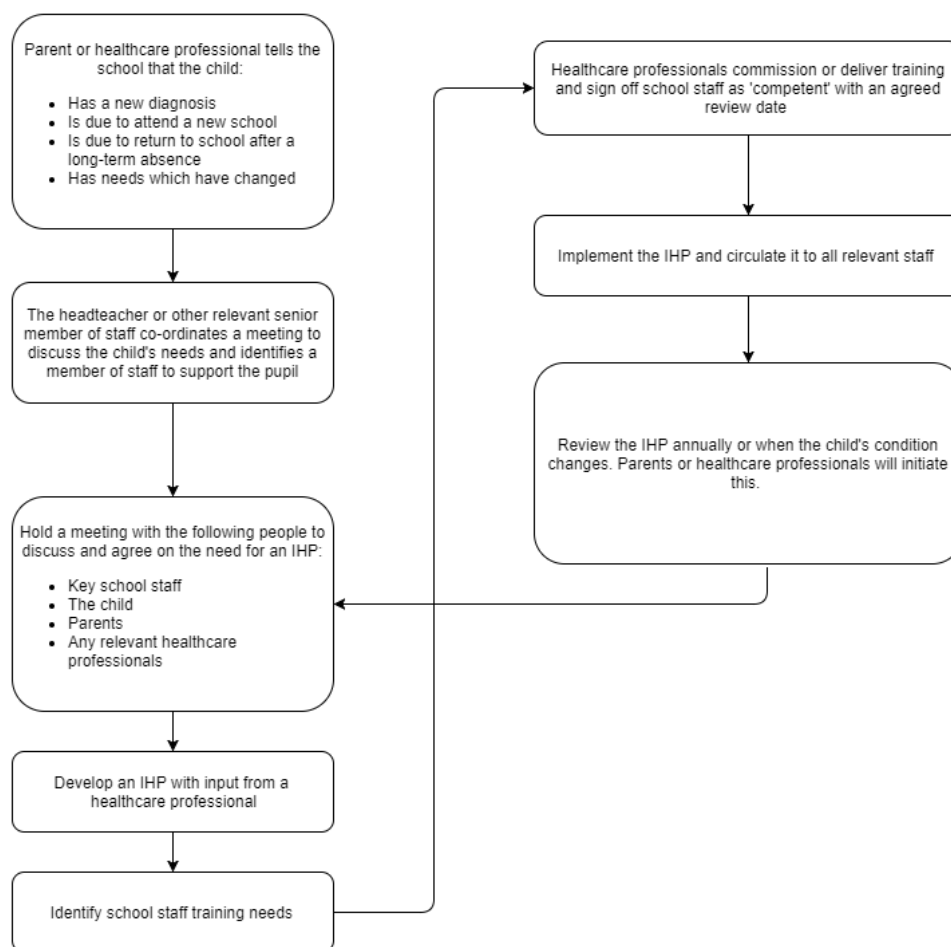 Parent or healthcare professional tells the
school that the child:
• Has a new diagnosis
• Is due to attend a new school
• Is due to return to school after a
long-term absence
• Has needs which have changed
The headteacher or other relevant senior
member of staff co-ordinates a meeting to
discuss the child's needs and identifies a
member of staff to support the pupil
Hold a meeting with the following people to
discuss and agree on the need for an IHP:
• Key school staff
• The child
• Parents
• Any relevant healthcare
professionals
Develop an IHP with input from a
healthcare professional
Identify school staff training needs
Healthcare professionals commission or deliver training
and sign off school staff as 'competent' with an agreed
review date
Implement the IHP and circulate it to all relevant staff
Review the IHP annually or when the child's condition
changes. Parents or healthcare professionals will initiate
this.